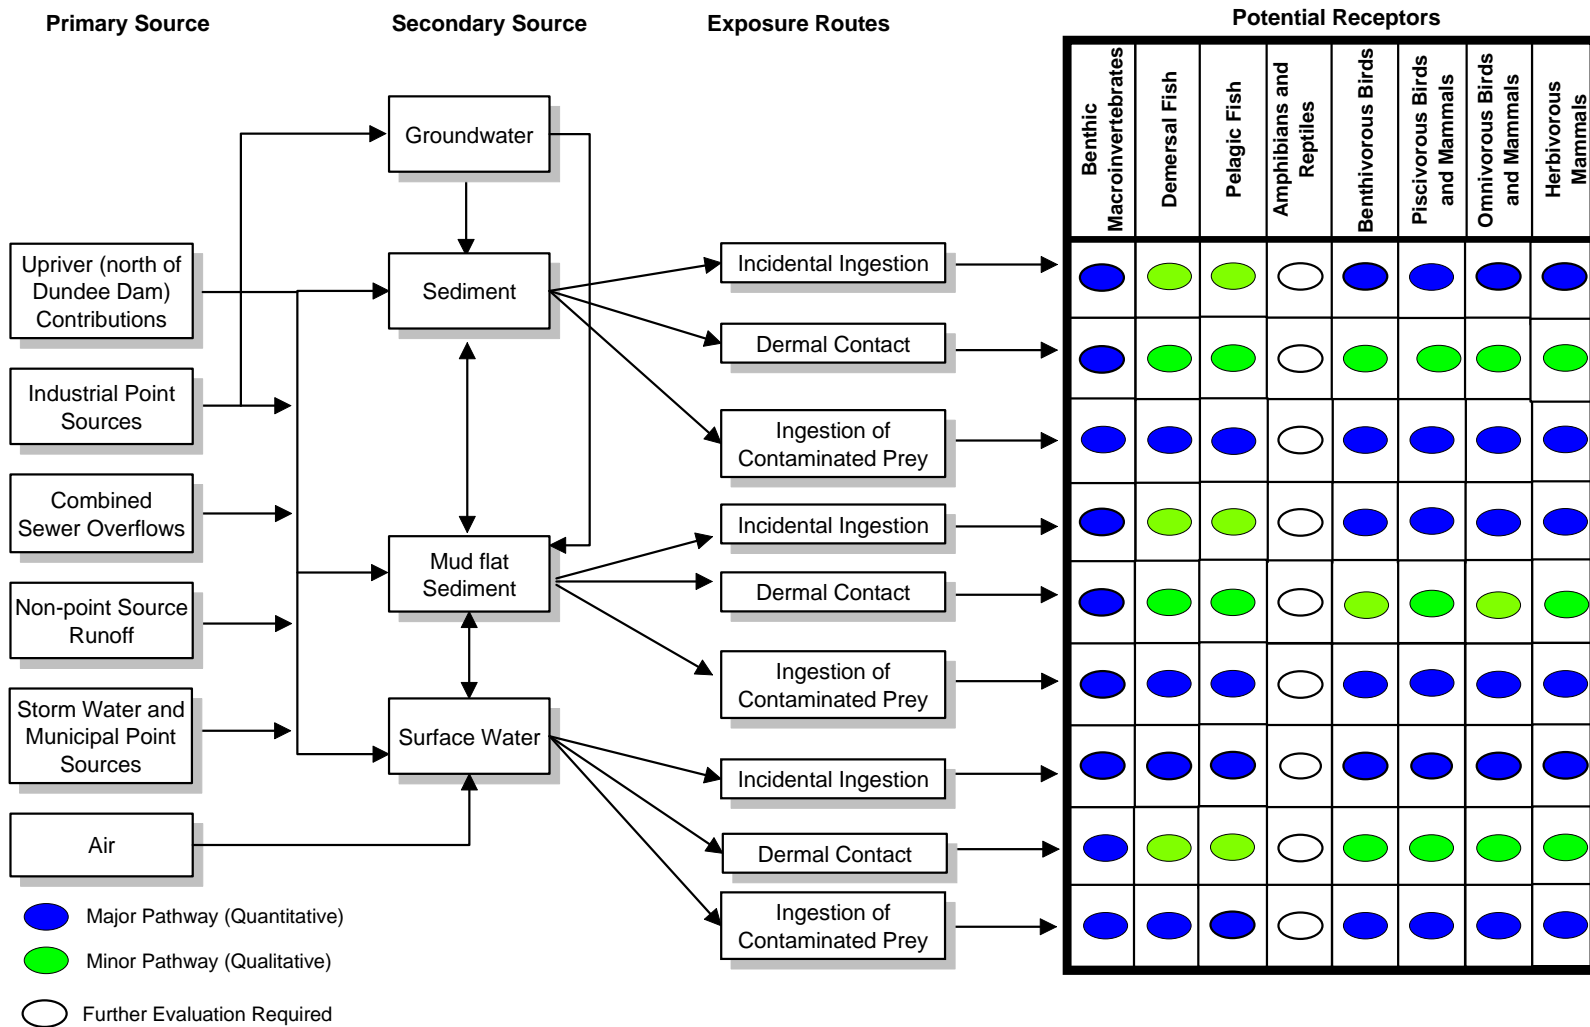 Primary Source
Secondary Source
Exposure Routes
Potential Receptors
Benthic
Macroinvertebrates
Demersal Fish
Pelagic Fish
Amphibians and
Reptiles
Benthivorous Birds
Piscivorous Birds
and Mammals
Omnivorous Birds
and Mammals
Herbivorous
Mammals
Upriver (north of
Dundee Dam)
Contributions
Industrial Point
Sources
Combined
Sewer Overflows
Non-point Source
Runoff
Storm Water and
Municipal Point
Sources
Air
Groundwater
Sediment
Mud flat
Sediment
Surface Water
Incidental Ingestion
Dermal Contact
Ingestion of
Contaminated Prey
Incidental Ingestion
Dermal Contact
Ingestion of
Contaminated Prey
Incidental Ingestion
Dermal Contact
Ingestion of
Contaminated Prey
Major Pathway (Quantitative)
Minor Pathway (Qualitative)
Further Evaluation Required